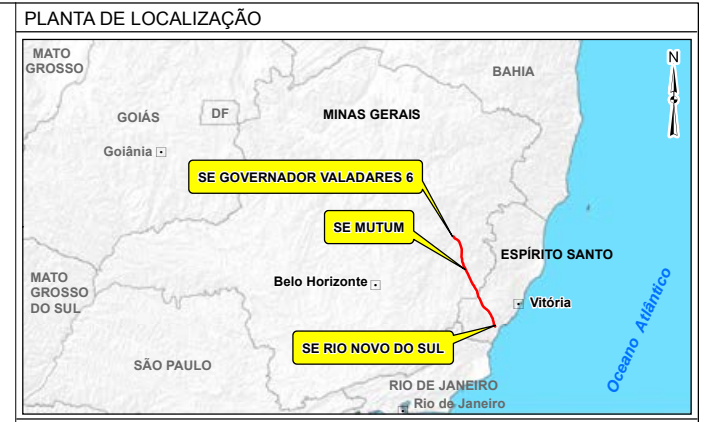 PLANTA DE LOCALIZAÇÃO
MATO
GROSSO
BAHIA
N
GOIÁS
DF
MINAS GERAIS
Goiânia
SE GOVERNADOR VALADARES 6
SE MUTUM
ESPÍRITO SANTO
MATO
GROSSO
DO SUL
Belo Horizonte
Vitória
Oceano Atlântico
SE RIO NOVO DO SUL
SÃO PAULO
RIO DE JANEIRO
Rio de Janeiro